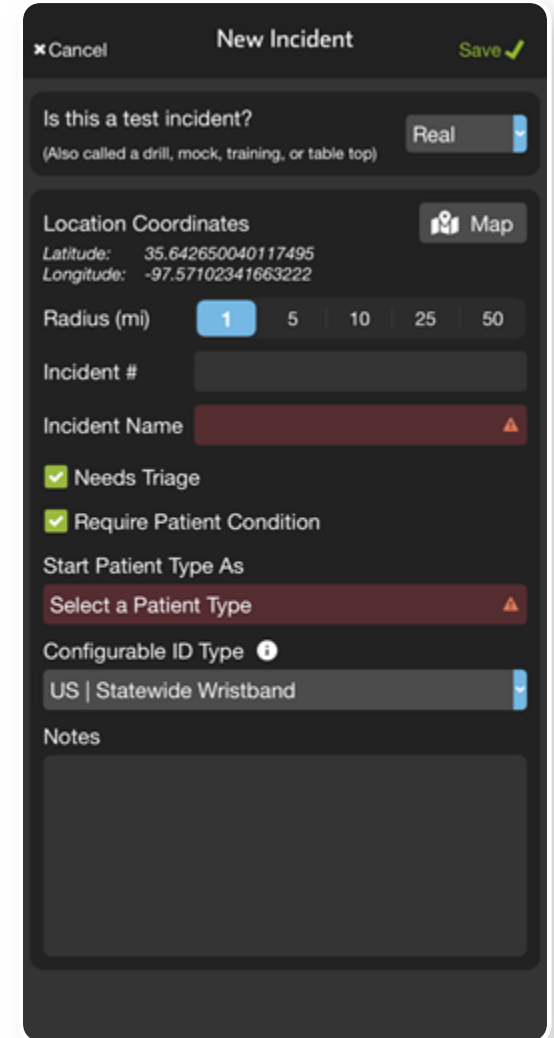 ×Cancel
New Incident
Save
Is this a test incident?
Real
(Also called a drill, mock, training, or table top)
Location Coordinates
Map
Latitude: 35.642650040117495
Longitude: -97.57102341663222
Radius (mi) 1 5 10 25 50
Incident #
Incident Name
Needs Triage
Require Patient Condition
Start Patient Type As
Select a Patient Type
Configurable ID Type
US | Statewide Wristband
Notes